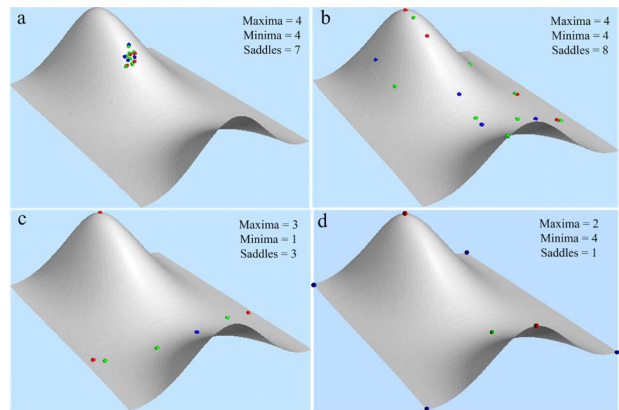 a
Maxima = 4
Minima = 4
Saddles = 7
b
Maxima = 4
Minima = 4
Saddles = 8
c
Maxima = 3
Minima = 1
Saddles = 3
d
Maxima = 2
Minima = 4
Saddles = 1